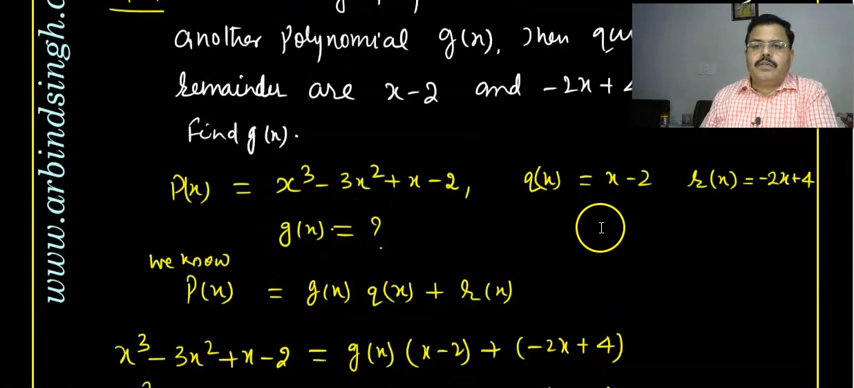 another polynomial g(x), then
remainder are x-2 and -2x+4
Find g(x).
P(x) = x³-3x²+x-2, q(x) = x-2 r(x)=-2x+4
g(x) = ?
we know
P(x) = g(x) q(x) + r(x)
x³-3x²+x-2 = g(x) (x-2) + (-2x+4)
www.arbindsingh.c